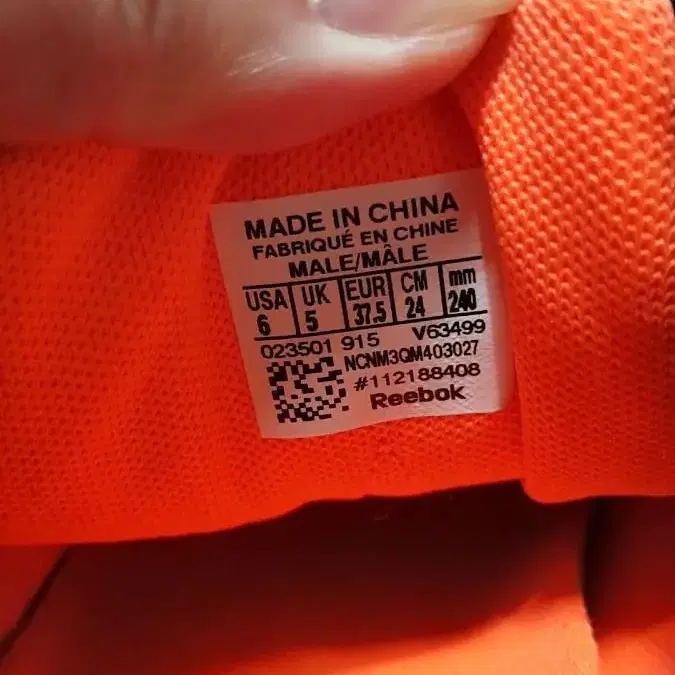 MADE IN CHINA
FABRIQUÉ EN CHINE
MALE/MÂLE
USA UK EUR CM mm
6 5 37.5 24 240
023501 915 V63499
NCNM3QM403027
#112188408
Reebok